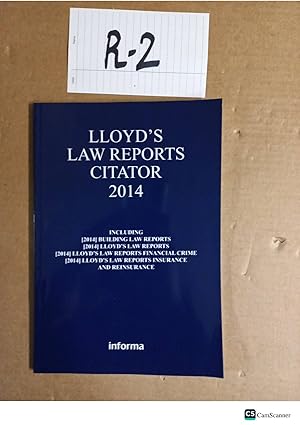 R-2
LLOYD'S
LAW REPORTS
CITATOR
2014
INCLUDING
[2014] BUILDING LAW REPORTS
[2014] LLOYD'S LAW REPORTS
[2014] LLOYD'S LAW REPORTS FINANCIAL CRIME
[2014] LLOYD'S LAW REPORTS INSURANCE
AND REINSURANCE
informa
CS CamScanner